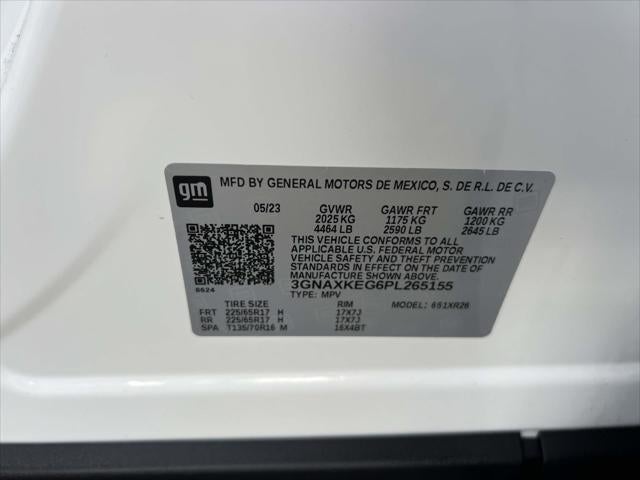 gm MFD BY GENERAL MOTORS DE MEXICO, S. DE R.L. DE C.V.
05/23 GVWR GAWR FRT GAWR RR
2025 KG 1175 KG 1200 KG
4464 LB 2590 LB 2645 LB
THIS VEHICLE CONFORMS TO ALL
APPLICABLE U.S. FEDERAL MOTOR
VEHICLE SAFETY AND THEFT PREVENTION
STANDARDS IN EFFECT ON THE DATE OF
MANUFACTURE SHOWN ABOVE.
3GNAXKEG6PL265155
8624 TYPE: MPV MODEL: 651XR26
TIRE SIZE RIM
FRT 225/65R17 H 17X7J
RR 225/65R17 H 17X7J
SPA T135/70R16 M 16X4BT